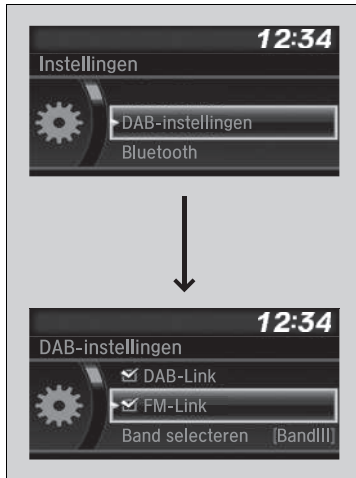 12:34
Instellingen
DAB-instellingen
Bluetooth
12:34
DAB-instellingen
DAB-Link
FM-Link
Band selecteren [BandIII]